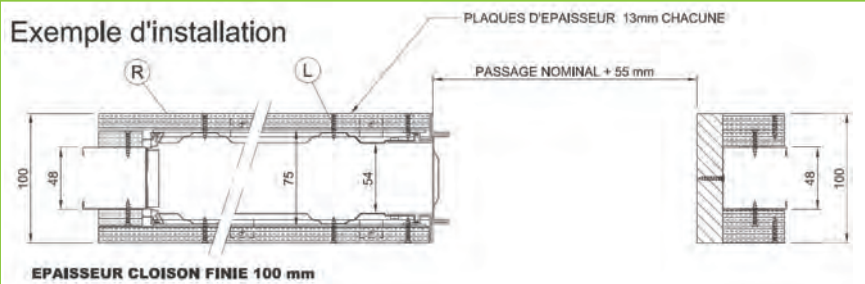 Exemple d'installation
PLAQUES D'EPAISSEUR 13mm CHACUNE
R
L
PASSAGE NOMINAL + 55 mm
100
48
75
54
48
100
EPAISSEUR CLOISON FINIE 100 mm